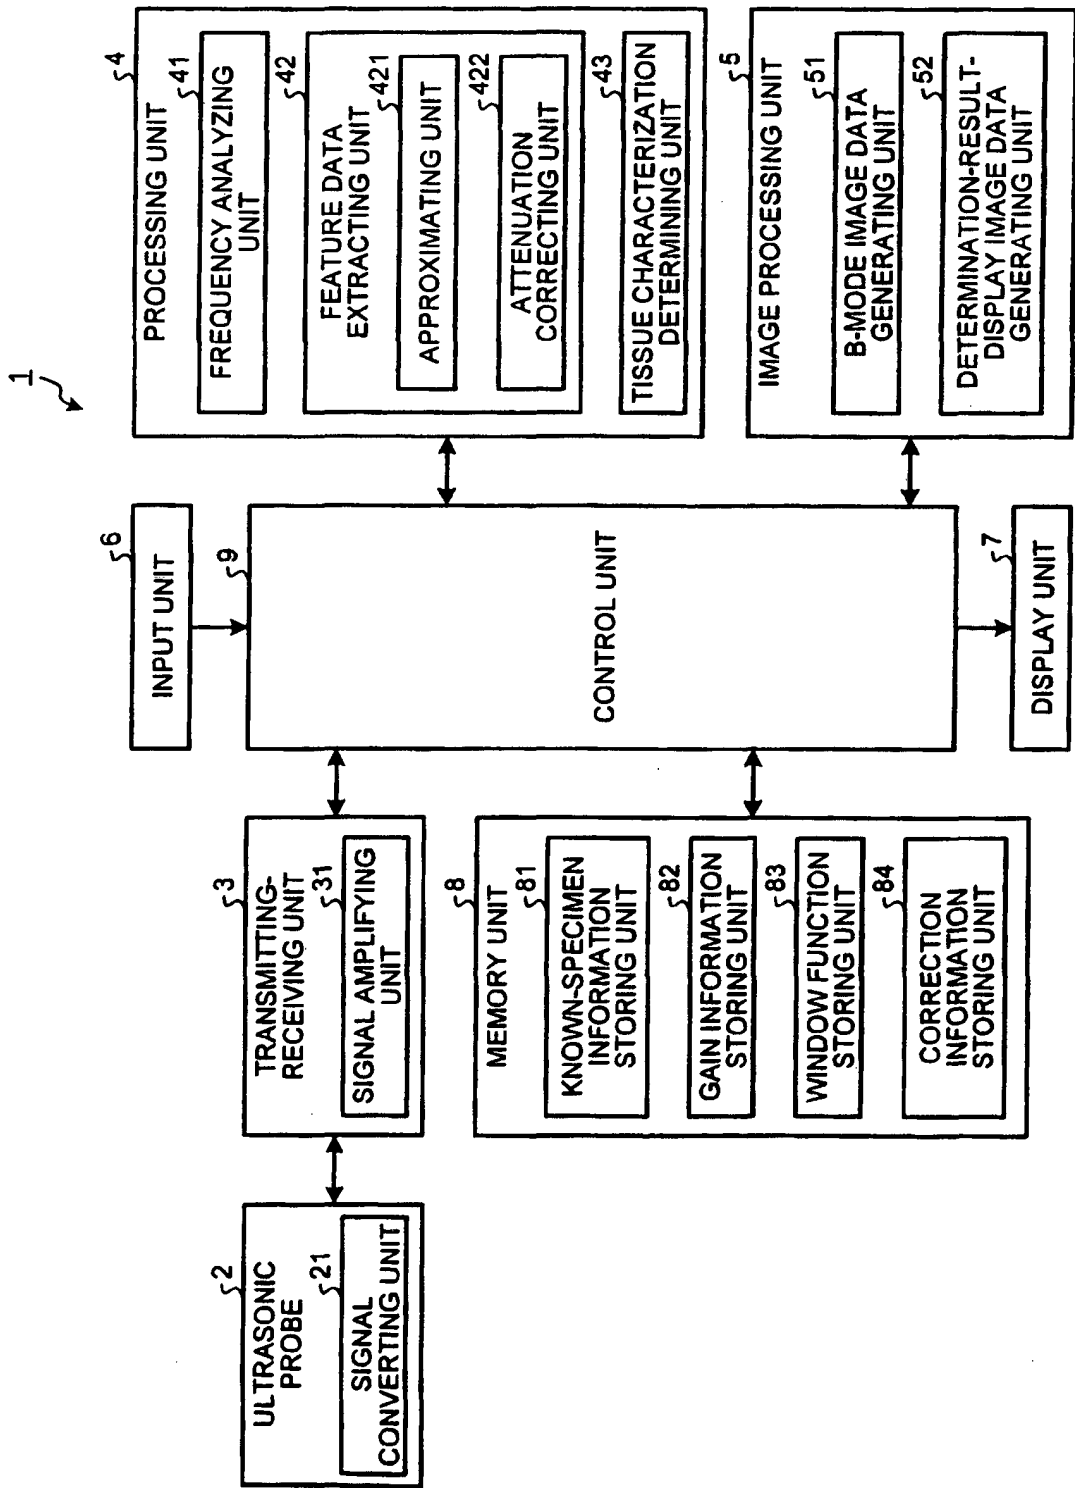 1
2
ULTRASONIC
PROBE
21
SIGNAL
CONVERTING UNIT
3
TRANSMITTING-
RECEIVING UNIT
31
SIGNAL AMPLIFYING
UNIT
6
INPUT UNIT
9
CONTROL UNIT
7
DISPLAY UNIT
8
MEMORY UNIT
81
KNOWN-SPECIMEN
INFORMATION
STORING UNIT
82
GAIN INFORMATION
STORING UNIT
83
WINDOW FUNCTION
STORING UNIT
84
CORRECTION
INFORMATION
STORING UNIT
4
PROCESSING UNIT
41
FREQUENCY ANALYZING
UNIT
42
FEATURE DATA
EXTRACTING UNIT
421
APPROXIMATING UNIT
422
ATTENUATION
CORRECTING UNIT
43
TISSUE CHARACTERIZATION
DETERMINING UNIT
5
IMAGE PROCESSING UNIT
51
B-MODE IMAGE DATA
GENERATING UNIT
52
DETERMINATION-RESULT-
DISPLAY IMAGE DATA
GENERATING UNIT